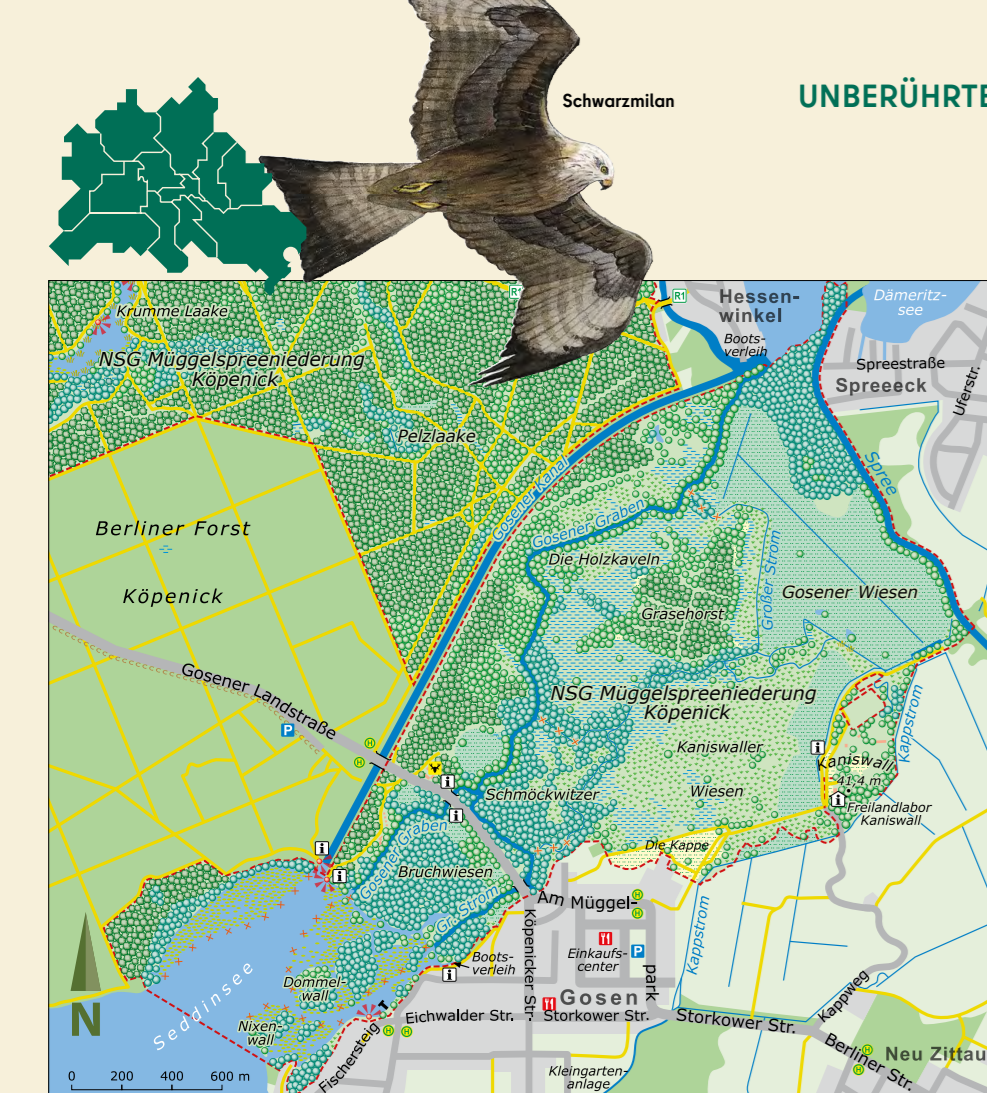 Schwarzmilan
UNBERÜHRTE
Krumme Laake
NSG Müggelspreeniederung
Köpenick
R1
R1
Hessen-
winkel
Boots-
verleih
Dämeritz-
see
Spreestraße
Spreeeck
Uferstr.
Pelzlaake
Spree
Gosener Kanal
Gosener Graben
Berliner Forst
Köpenick
Die Holzkaveln
Großer Strom
Grasehorst
Gosener Wiesen
Gosener Landstraße
P
H
H
NSG Müggelspreeniederung
Köpenick
Kaniswaller
Wiesen
Kappstrom
i
Kaniswall
41,4 m
i
Freilandlabor
Kaniswall
i
i
Schmöckwitzer
Gosener Graben
Bruchwiesen
i
i
Die Kappe
Gr. Strom
Am Müggel-
park
H
H
Einkaufs-
center
P
Kappstrom
Köpenicker Str.
Boots-
verleih
i
Seddinsee
Dommel-
wall
Nixen-
wall
N
Gosen
Eichwalder Str.
Storkower Str.
Storkower Str.
Kappweg
H
H
Fischersteig
Berliner Str.
H
H
Neu Zittau
Kleingarten-
anlage
0 200 400 600 m